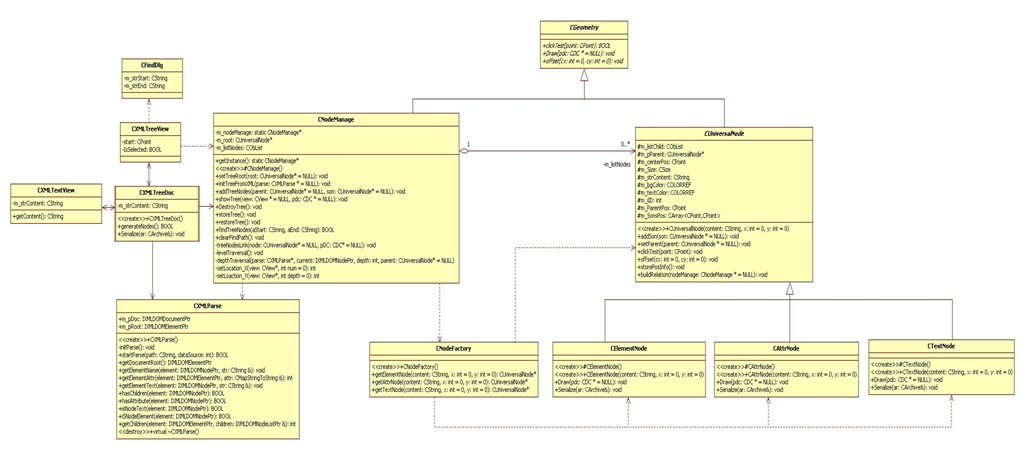 CGeometry
+clickTest(point: CPoint): BOOL
+Draw(pdc: CDC * = NULL): void
+offset(cx: int = 0, cy: int = 0): void
CFindDlg
-m_strStart: CString
-m_strEnd: CString
CXMLTreeView
-start: CPoint
-IsSelected: BOOL
CXMLTextView
-m_strContent: CString
+getContent(): CString
CXMLTreeDoc
-m_strContent: CString
<<create>>+CXMLTreeDoc()
+generateNodes(): BOOL
+Serialize(ar: CArchive&): void
CNodeManage
-m_nodeManage: static CNodeManage*
-m_root: CUniversalNode*
-m_listNodes: CObList
+getInstance(): static CNodeManage*
<<create>>#CNodeManage()
+setTreeRoot(root: CUniversalNode* = NULL): void
+initTreeFromXML(parse: CXMLParse * = NULL): void
+addTreeNodes(parent: CUniversalNode* = NULL, son: CUniversalNode* = NULL): void
+showTree(view: CView * = NULL, pdc: CDC * = NULL): void
+DestroyTree(): void
+storeTree(): void
+restoreTree(): void
+findTreeNodes(aStart: CString, aEnd: CString): BOOL
+clearFindPath(): void
-treeNodesLink(node: CUniversalNode* = NULL, pDC: CDC* = NULL): void
-levelTraversal(): void
-depthTraversal(parse: CXMLParse*, current: IXMLDOMNodePtr, depth: int, parent: CUniversalNode* = NULL)
-setLocation_X(view: CView*, int num = 0): int
-setLoaction_Y(view: CView*, int depth = 0): int
1
0..*
-m_listNodes
CUniversalNode
#m_listChild: CObList
#m_pParent: CUniversalNode*
#m_centerPos: CPoint
#m_Size: CSize
#m_strContent: CString
#m_bgColor: COLORREF
#m_textColor: COLORREF
#m_iID: int
#m_ParentPos: CPoint
#m_SonsPos: CArray<CPoint,CPoint>
<<create>>+CUniversalNode(content: CString, x: int = 0, y: int = 0)
+addSon(son: CUniversalNode * = NULL): void
+setParent(parent: CUniversalNode * = NULL): void
+clickTest(point: CPoint): void
+offset(cx: int = 0, cy: int = 0): void
+storePosInfo(): void
+buildRelation(nodeManage: CNodeManage * = NULL): void
CXMLParse
+m_pDoc: IXMLDOMDocumentPtr
+m_pRoot: IXMLDOMElementPtr
<<create>>+CXMLParse()
-initParse(): void
+startParse(path: CString, dataSource: int): BOOL
+getDocumentRoot(): IXMLDOMElementPtr
+getElementName(element: IXMLDOMNodePtr, str: CString &): void
+getElementAttr(element: IXMLDOMElementPtr, attr: CMapStringToString &): int
+getElementText(element: IXMLDOMNodePtr, str: CString &): void
+hasChildren(element: IXMLDOMNodePtr): BOOL
+hasAttribute(element: IXMLDOMNodePtr): BOOL
+isNodeText(element: IXMLDOMNodePtr): BOOL
+iSNodeElement(element: IXMLDOMNodePtr): BOOL
+getChildren(element: IXMLDOMElementPtr, children: IXMLDOMNodeListPtr &): int
<<destroy>>+virtual ~CXMLParse()
CNodeFactory
<<create>>+CNodeFactory()
+getElementNode(content: CString, x: int = 0, y: int = 0): CUniversalNode*
+getAttrNode(content: CString, x: int = 0, y: int = 0): CUniversalNode*
+getTextNode(content: CString, x: int = 0, y: int = 0): CUniversalNode*
CElementNode
<<create>>#CElementNode()
<<create>>+CElementNode(content: CString, x: int = 0, y: int = 0)
+Draw(pdc: CDC * = NULL): void
+Serialize(ar: CArchive&): void
CAttrNode
<<create>>#CAttrNode()
<<create>>+CAttrNode(content: CString, x: int = 0, y: int = 0)
+Draw(pdc: CDC * = NULL): void
+Serialize(ar: CArchive&): void
CTextNode
<<create>>#CTextNode()
<<create>>+CTextNode(content: CString, x: int = 0, y: int = 0)
+Draw(pdc: CDC * = NULL): void
+Serialize(ar: CArchive&): void